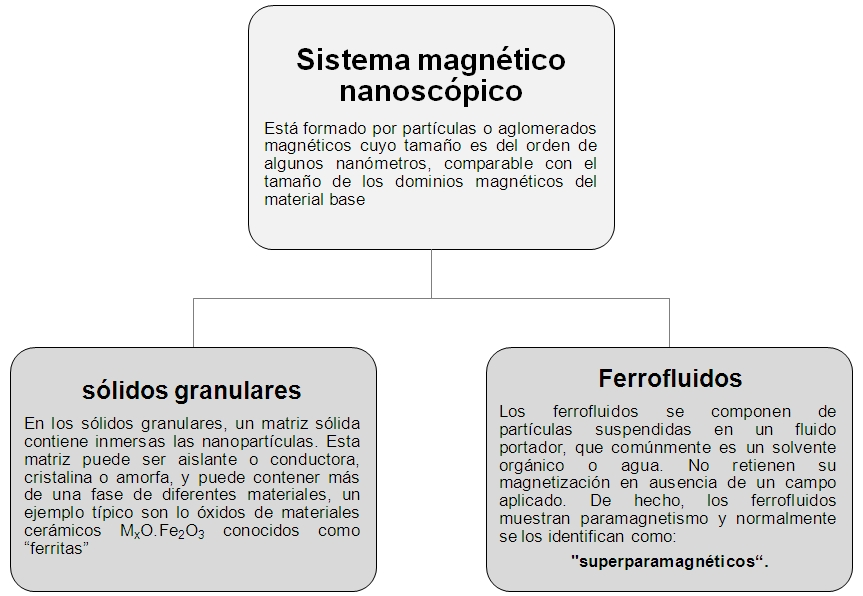 Sistema magnético
nanoscópico
Está formado por partículas o aglomerados
magnéticos cuyo tamaño es del orden de
algunos nanómetros, comparable con el
tamaño de los dominios magnéticos del
material base
sólidos granulares
En los sólidos granulares, un matriz sólida
contiene inmersas las nanopartículas. Esta
matriz puede ser aislante o conductora,
cristalina o amorfa, y puede contener más
de una fase de diferentes materiales, un
ejemplo típico son lo óxidos de materiales
cerámicos MₓO.Fe₂O₃ conocidos como
“ferritas”
Ferrofluidos
Los ferrofluidos se componen de
partículas suspendidas en un fluido
portador, que comúnmente es un solvente
orgánico o agua. No retienen su
magnetización en ausencia de un campo
aplicado. De hecho, los ferrofluidos
muestran paramagnetismo y normalmente
se los identifican como:
"superparamagnéticos“.